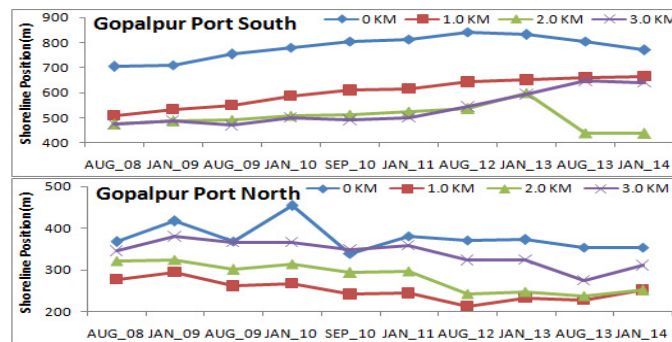 Gopalpur Port South
0 KM 1.0 KM 2.0 KM 3.0 KM
Shoreline Position(m)
900
800
700
600
500
400
AUG_08 JAN_09 AUG_09 JAN_10 SEP_10 JAN_11 AUG_12 JAN_13 AUG_13 JAN_14
Gopalpur Port North
0 KM 1.0 KM 2.0 KM 3.0 KM
Shoreline Position(m)
500
400
300
200
AUG_08 JAN_09 AUG_09 JAN_10 SEP_10 JAN_11 AUG_12 JAN_13 AUG_13 JAN_14